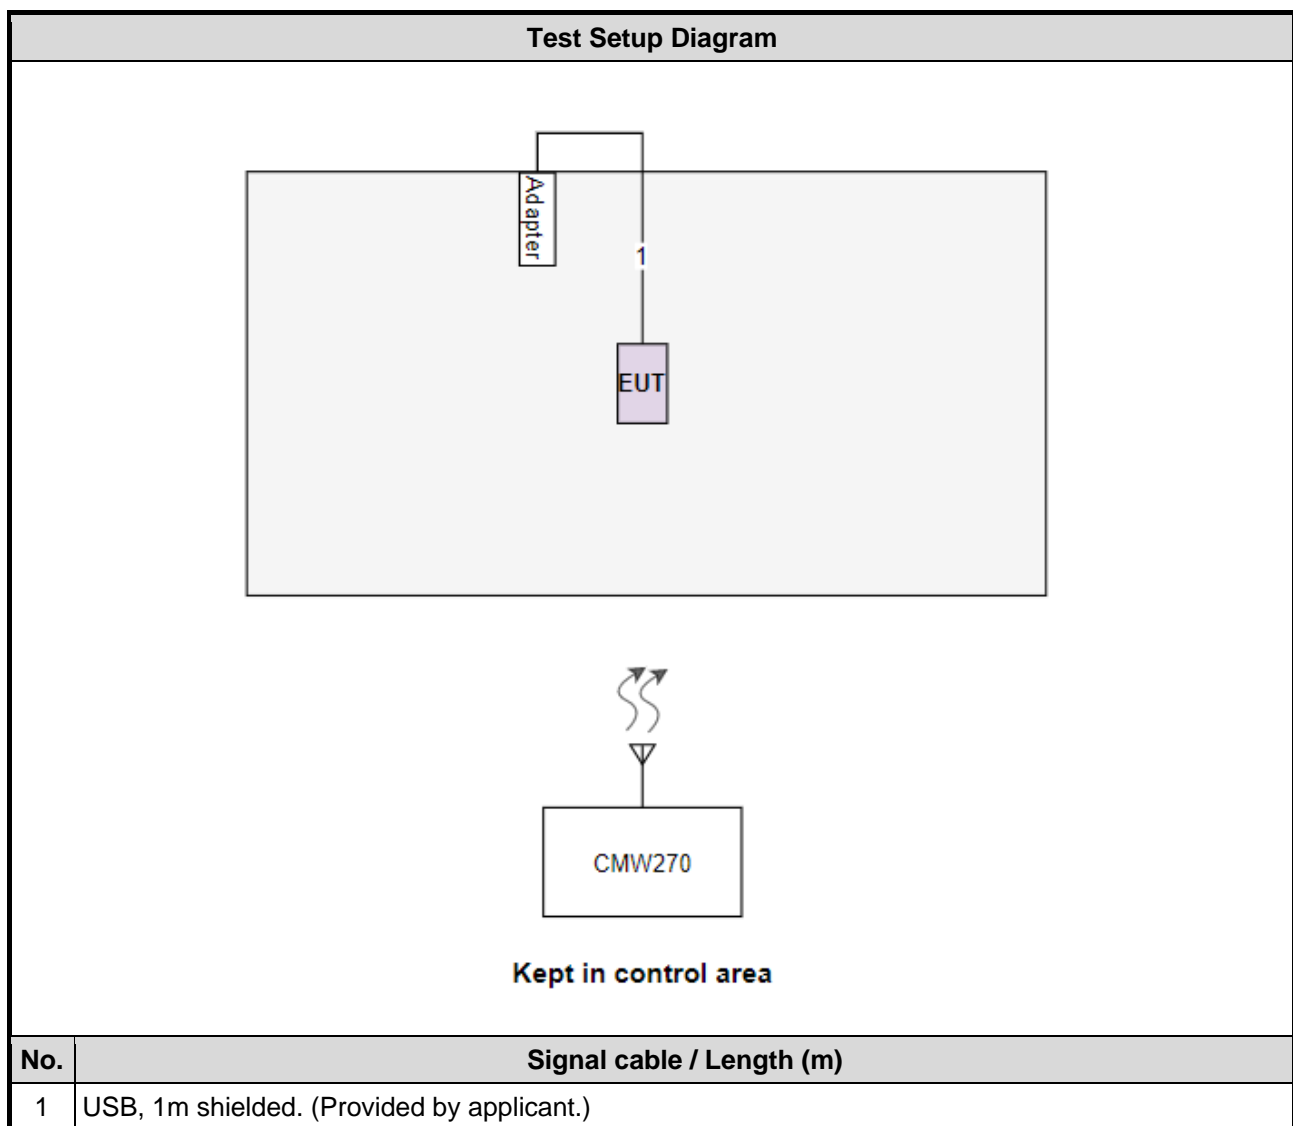 Test Setup Diagram
Adapter
1
EUT
CMW270
Kept in control area
No. Signal cable / Length (m)
1 USB, 1m shielded. (Provided by applicant.)